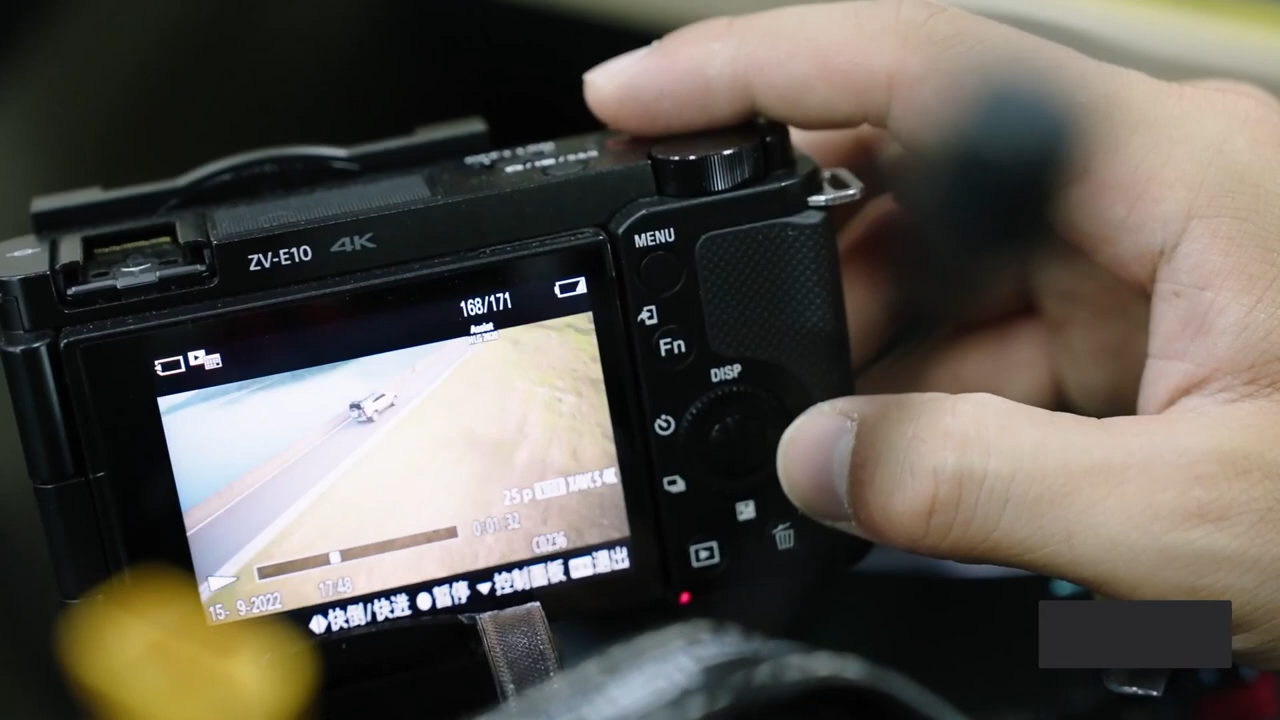 ZV-E10 4K
168/171
Assist
MENU
Fn
DISP
25p XAVC S 4K
0:01:32
C0236
17:48
15- 9-2022
快倒/快进 暂停 控制面板 退出